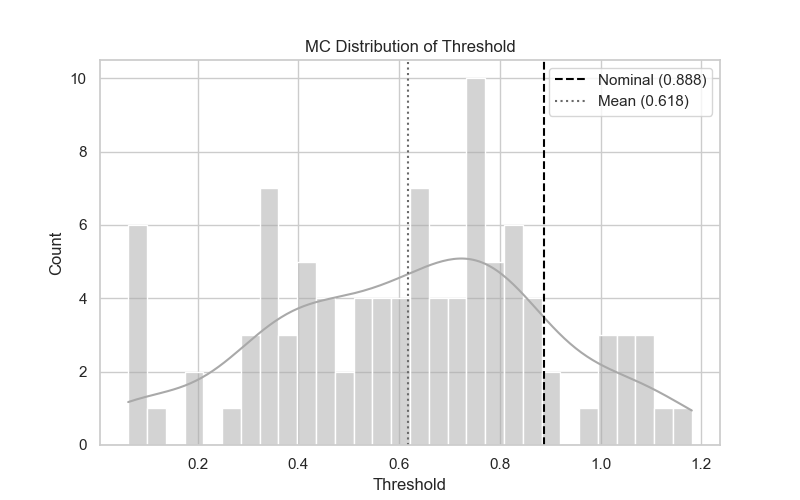 MC Distribution of Threshold
Nominal (0.888)
Mean (0.618)
10
8
6
4
2
0
Count
0.2 0.4 0.6 0.8 1.0 1.2
Threshold